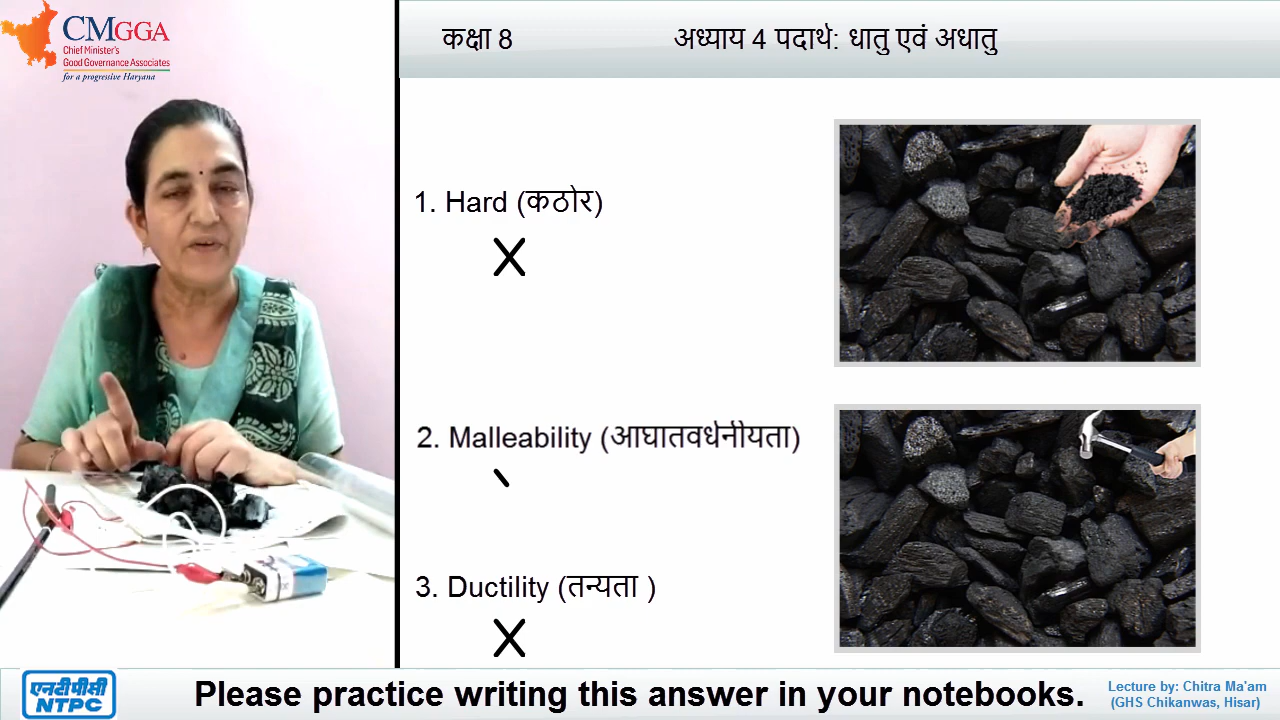 CMGGA
Chief Minister's
Good Governance Associates
for a progressive Haryana
कक्षा 8
अध्याय 4 पदार्थ: धातु एवं अधातु
1. Hard (कठोर)
X
2. Malleability (आघातवर्धनीयता)
3. Ductility (तन्यता )
X
एनटीपीसी
NTPC
Please practice writing this answer in your notebooks.
Lecture by: Chitra Ma'am
(GHS Chikanwas, Hisar)